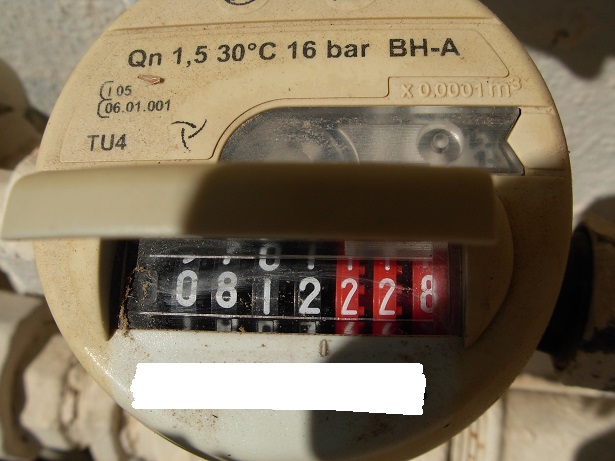 Qn 1,5 30°C 16 bar BH-A
I 05
06.01.001
x 0,0001 m³
TU4
0812228